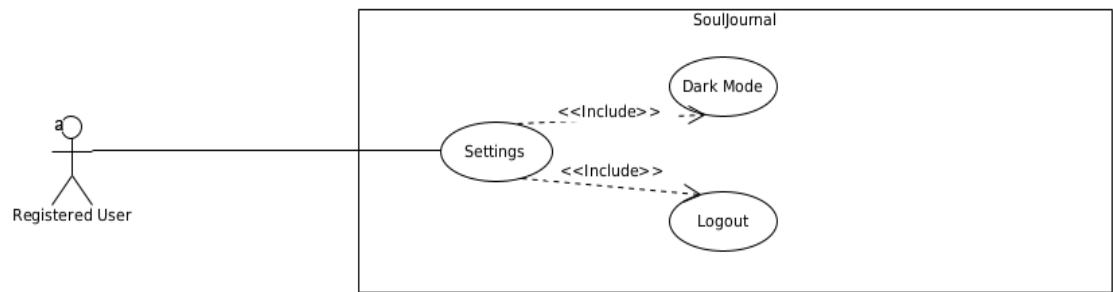 SoulJournal
Dark Mode
<<Include>>
a
Settings
<<Include>>
Registered User
Logout